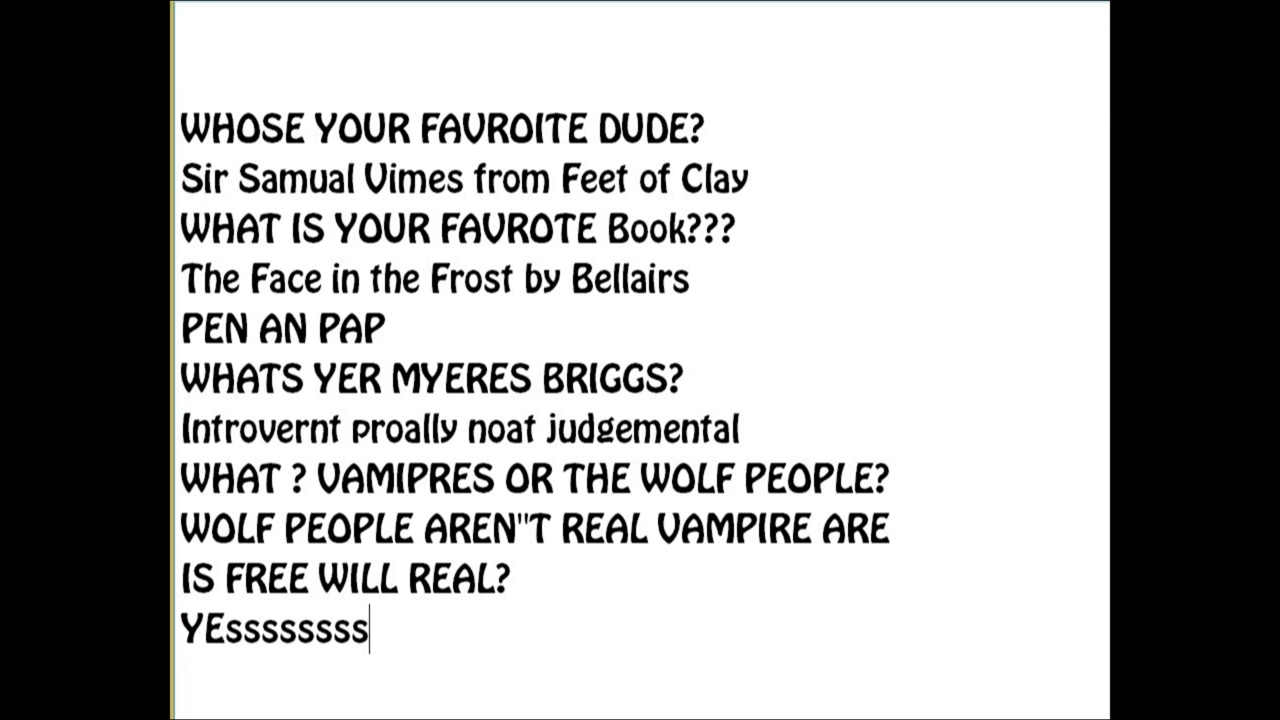 WHOSE YOUR FAVROITE DUDE?
Sir Samual Vimes from Feet of Clay
WHAT IS YOUR FAVROTE Book???
The Face in the Frost by Bellairs
PEN AN PAP
WHATS YER MYERES BRIGGS?
Introvernt proally noat judgemental
WHAT ? VAMIPRES OR THE WOLF PEOPLE?
WOLF PEOPLE AREN"T REAL VAMPIRE ARE
IS FREE WILL REAL?
YEssssssss